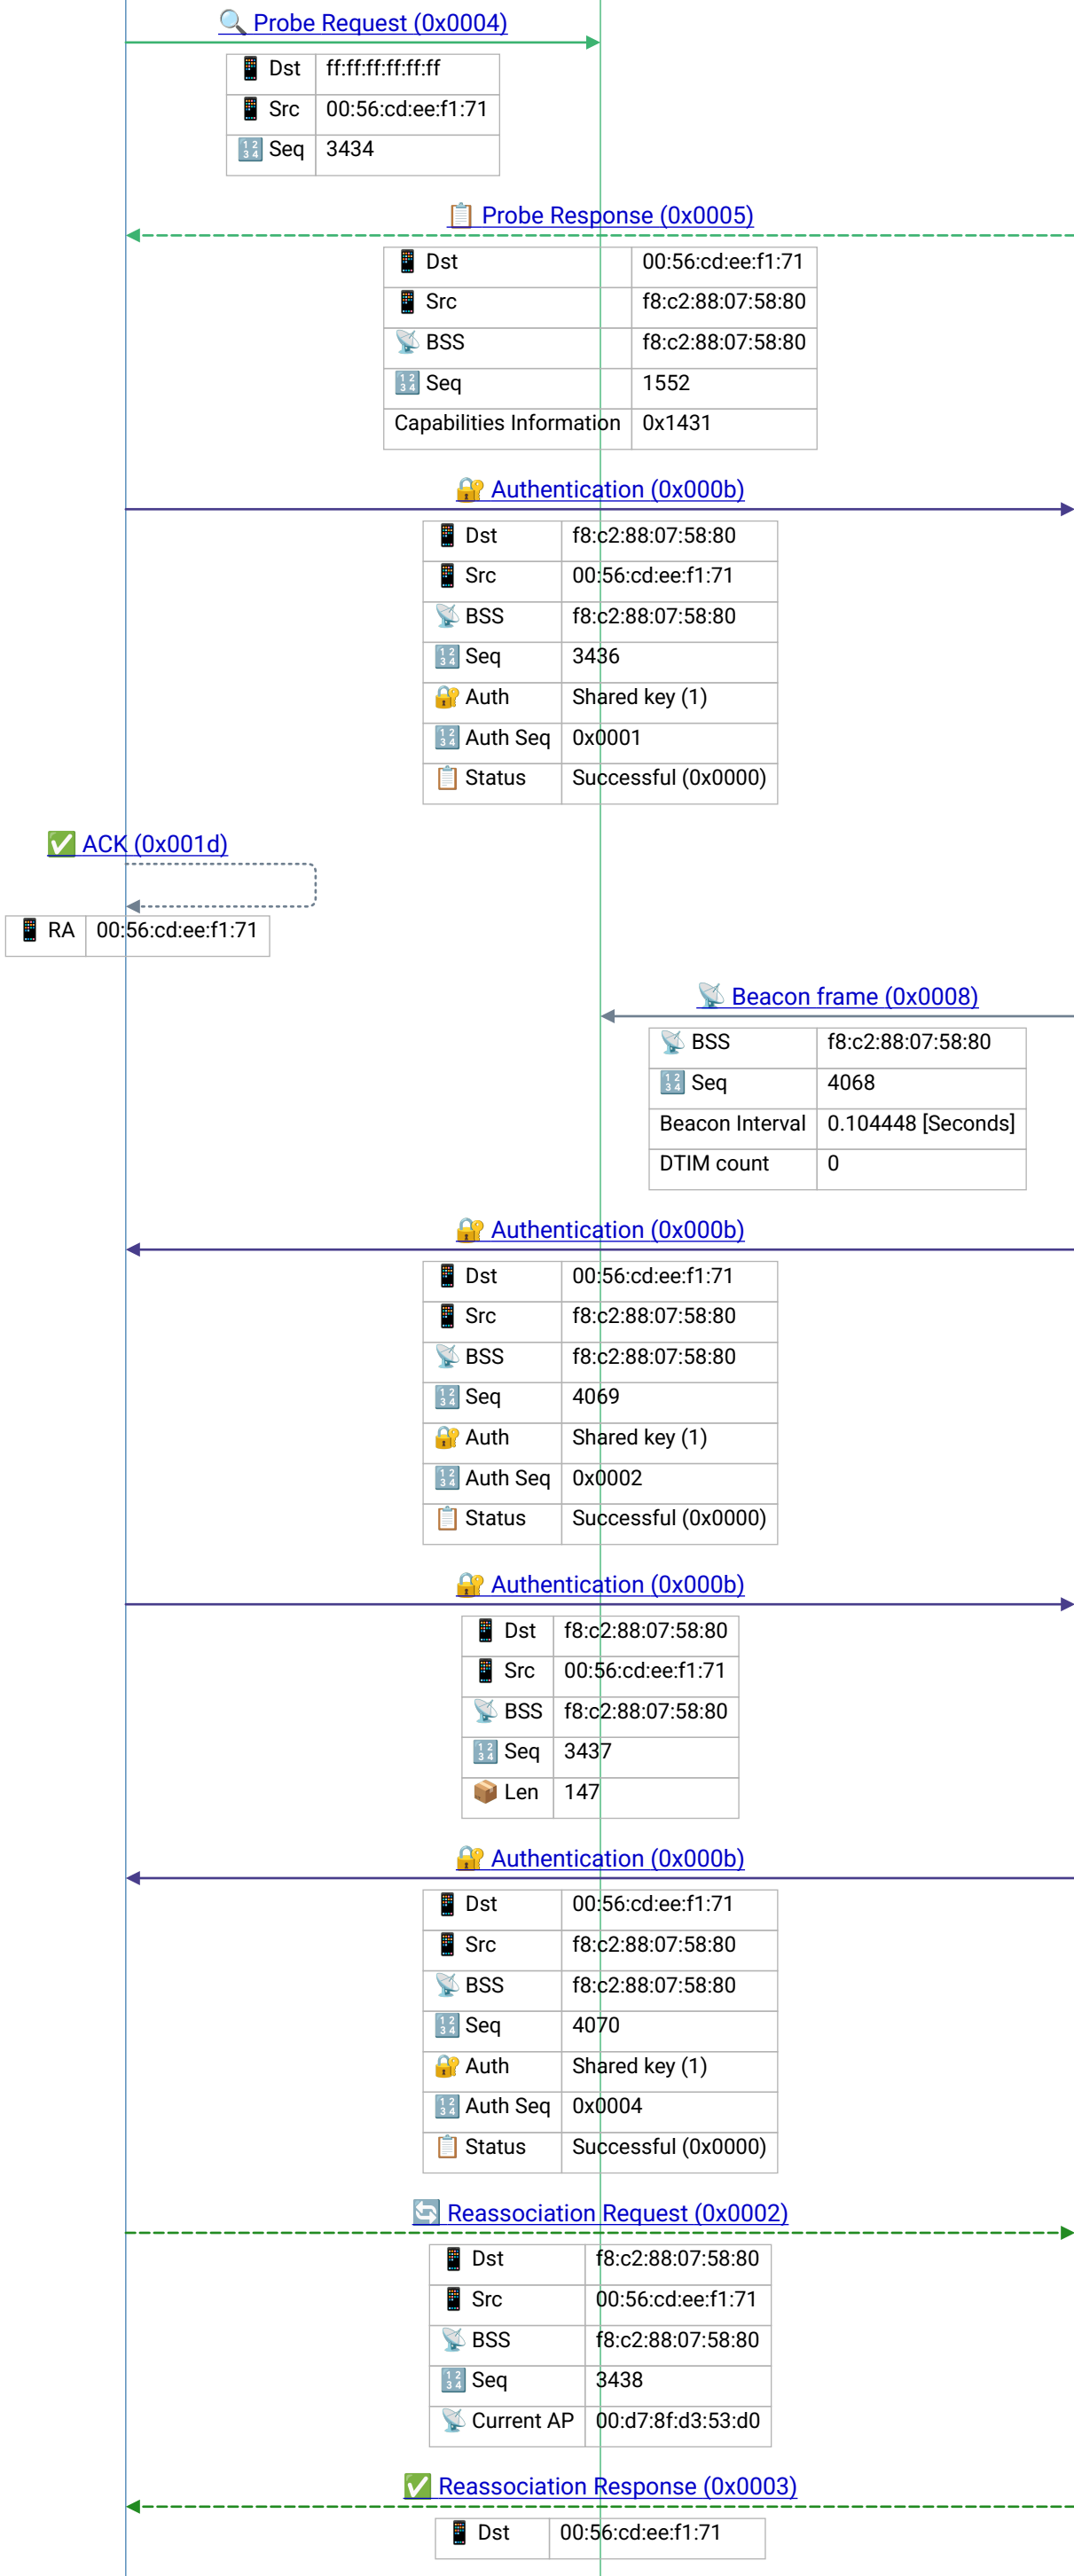 🔍 Probe Request (0x0004)
📱 Dst ff:ff:ff:ff:ff:ff
📱 Src 00:56:cd:ee:f1:71
🔢 Seq 3434
📋 Probe Response (0x0005)
📱 Dst 00:56:cd:ee:f1:71
📱 Src f8:c2:88:07:58:80
📡 BSS f8:c2:88:07:58:80
🔢 Seq 1552
Capabilities Information 0x1431
🔐 Authentication (0x000b)
📱 Dst f8:c2:88:07:58:80
📱 Src 00:56:cd:ee:f1:71
📡 BSS f8:c2:88:07:58:80
🔢 Seq 3436
🔐 Auth Shared key (1)
🔢 Auth Seq 0x0001
📋 Status Successful (0x0000)
✅ ACK (0x001d)
📱 RA 00:56:cd:ee:f1:71
📡 Beacon frame (0x0008)
📡 BSS f8:c2:88:07:58:80
🔢 Seq 4068
Beacon Interval 0.104448 [Seconds]
DTIM count 0
🔐 Authentication (0x000b)
📱 Dst 00:56:cd:ee:f1:71
📱 Src f8:c2:88:07:58:80
📡 BSS f8:c2:88:07:58:80
🔢 Seq 4069
🔐 Auth Shared key (1)
🔢 Auth Seq 0x0002
📋 Status Successful (0x0000)
🔐 Authentication (0x000b)
📱 Dst f8:c2:88:07:58:80
📱 Src 00:56:cd:ee:f1:71
📡 BSS f8:c2:88:07:58:80
🔢 Seq 3437
📦 Len 147
🔐 Authentication (0x000b)
📱 Dst 00:56:cd:ee:f1:71
📱 Src f8:c2:88:07:58:80
📡 BSS f8:c2:88:07:58:80
🔢 Seq 4070
🔐 Auth Shared key (1)
🔢 Auth Seq 0x0004
📋 Status Successful (0x0000)
🔄 Reassociation Request (0x0002)
📱 Dst f8:c2:88:07:58:80
📱 Src 00:56:cd:ee:f1:71
📡 BSS f8:c2:88:07:58:80
🔢 Seq 3438
📡 Current AP 00:d7:8f:d3:53:d0
✅ Reassociation Response (0x0003)
📱 Dst 00:56:cd:ee:f1:71